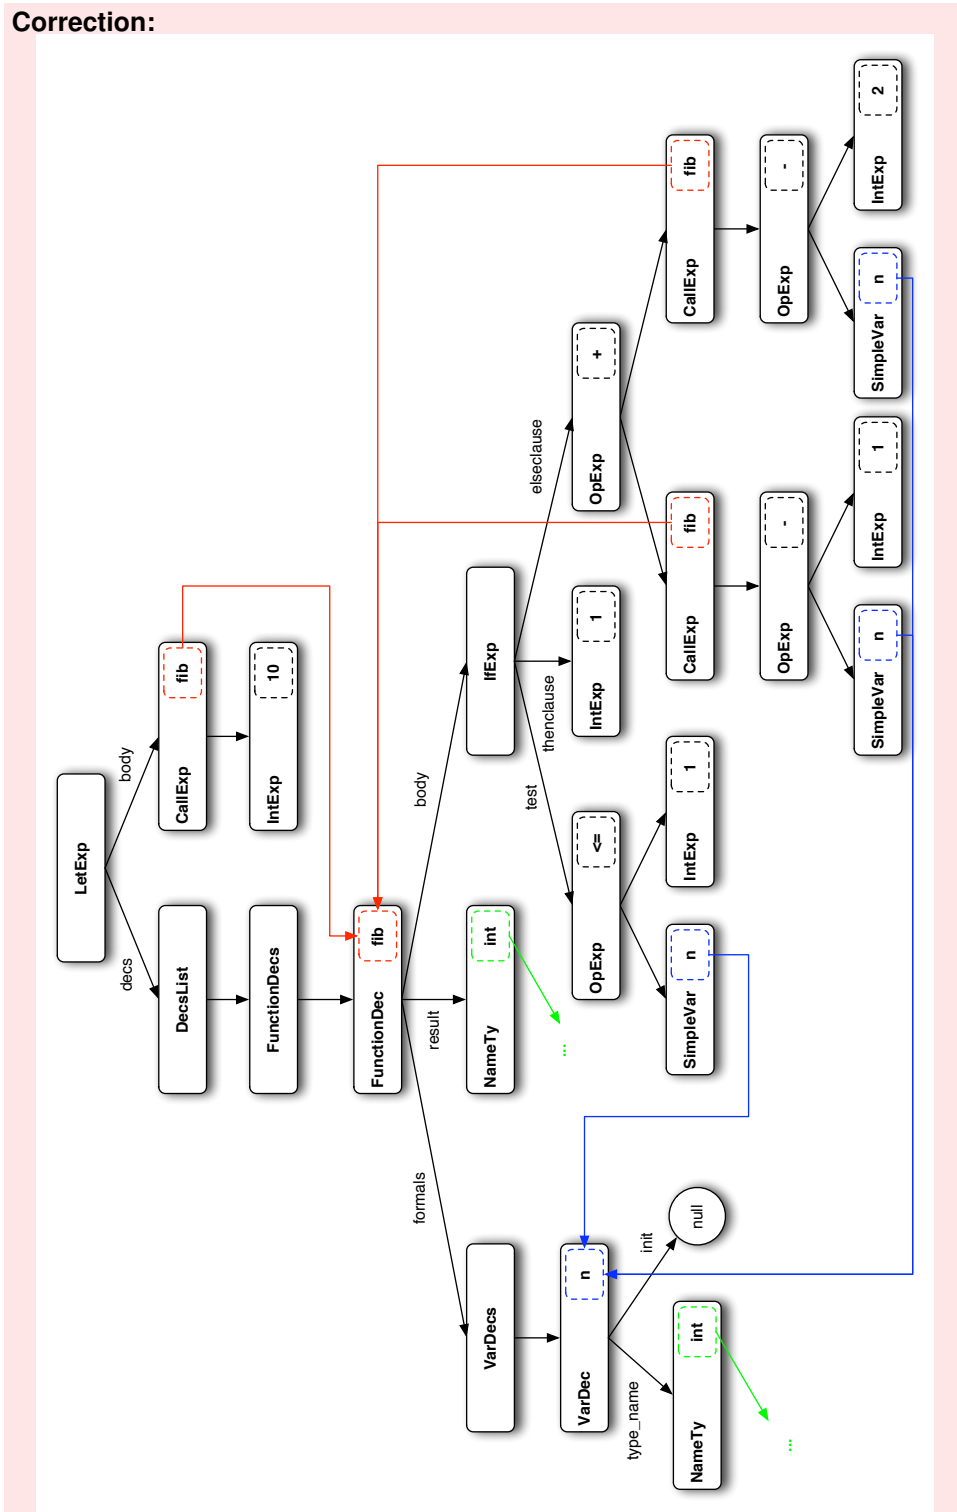 Correction:
LetExp
decs
body
DecsList
CallExp fib
FunctionDecs
IntExp 10
FunctionDec fib
formals
result
body
VarDecs
NameTy int
...
IfExp
test
thenclause
elseclause
VarDec n
type_name
init
NameTy int
...
null
OpExp <=
IntExp 1
OpExp +
SimpleVar n
IntExp 1
CallExp fib
CallExp fib
OpExp -
OpExp -
SimpleVar n
IntExp 1
SimpleVar n
IntExp 2